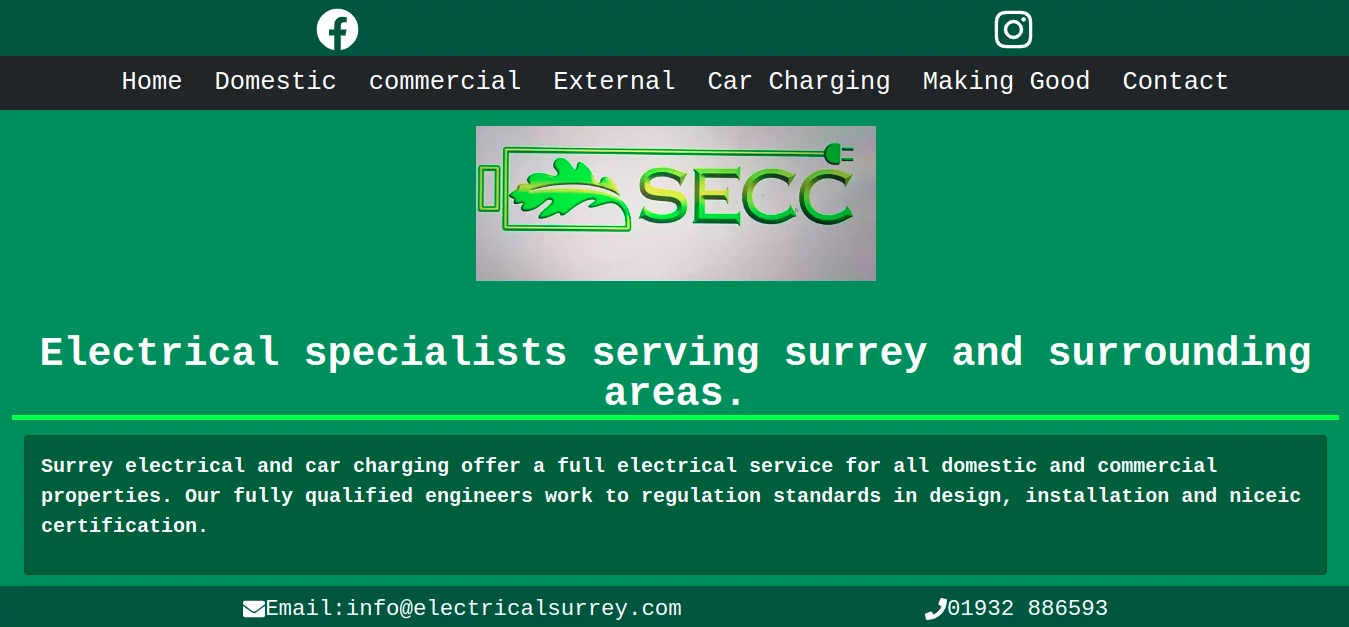 Home Domestic commercial External Car Charging Making Good Contact
SECC
Electrical specialists serving surrey and surrounding
areas.
Surrey electrical and car charging offer a full electrical service for all domestic and commercial
properties. Our fully qualified engineers work to regulation standards in design, installation and niceic
certification.
Email:info@electricalsurrey.com 01932 886593